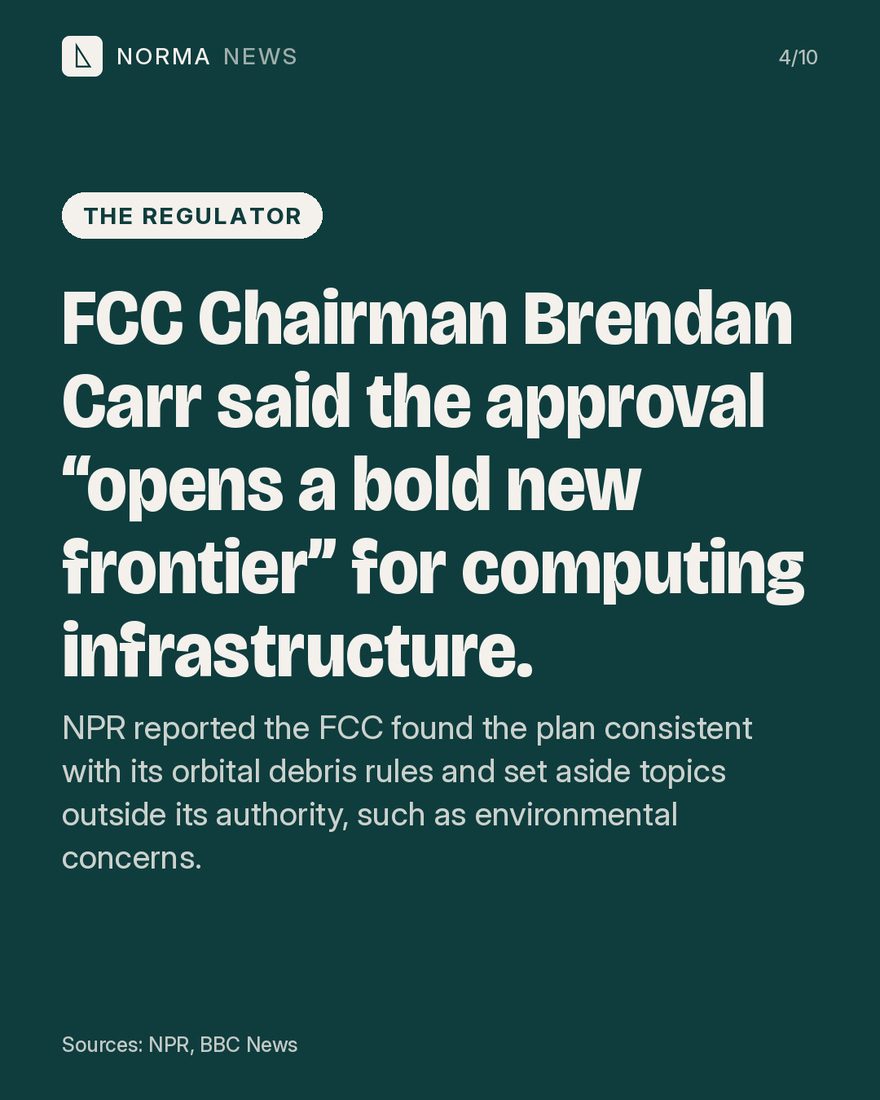 NORMA NEWS
4/10
THE REGULATOR
FCC Chairman Brendan
Carr said the approval
“opens a bold new
frontier” for computing
infrastructure.
NPR reported the FCC found the plan consistent
with its orbital debris rules and set aside topics
outside its authority, such as environmental
concerns.
Sources: NPR, BBC News